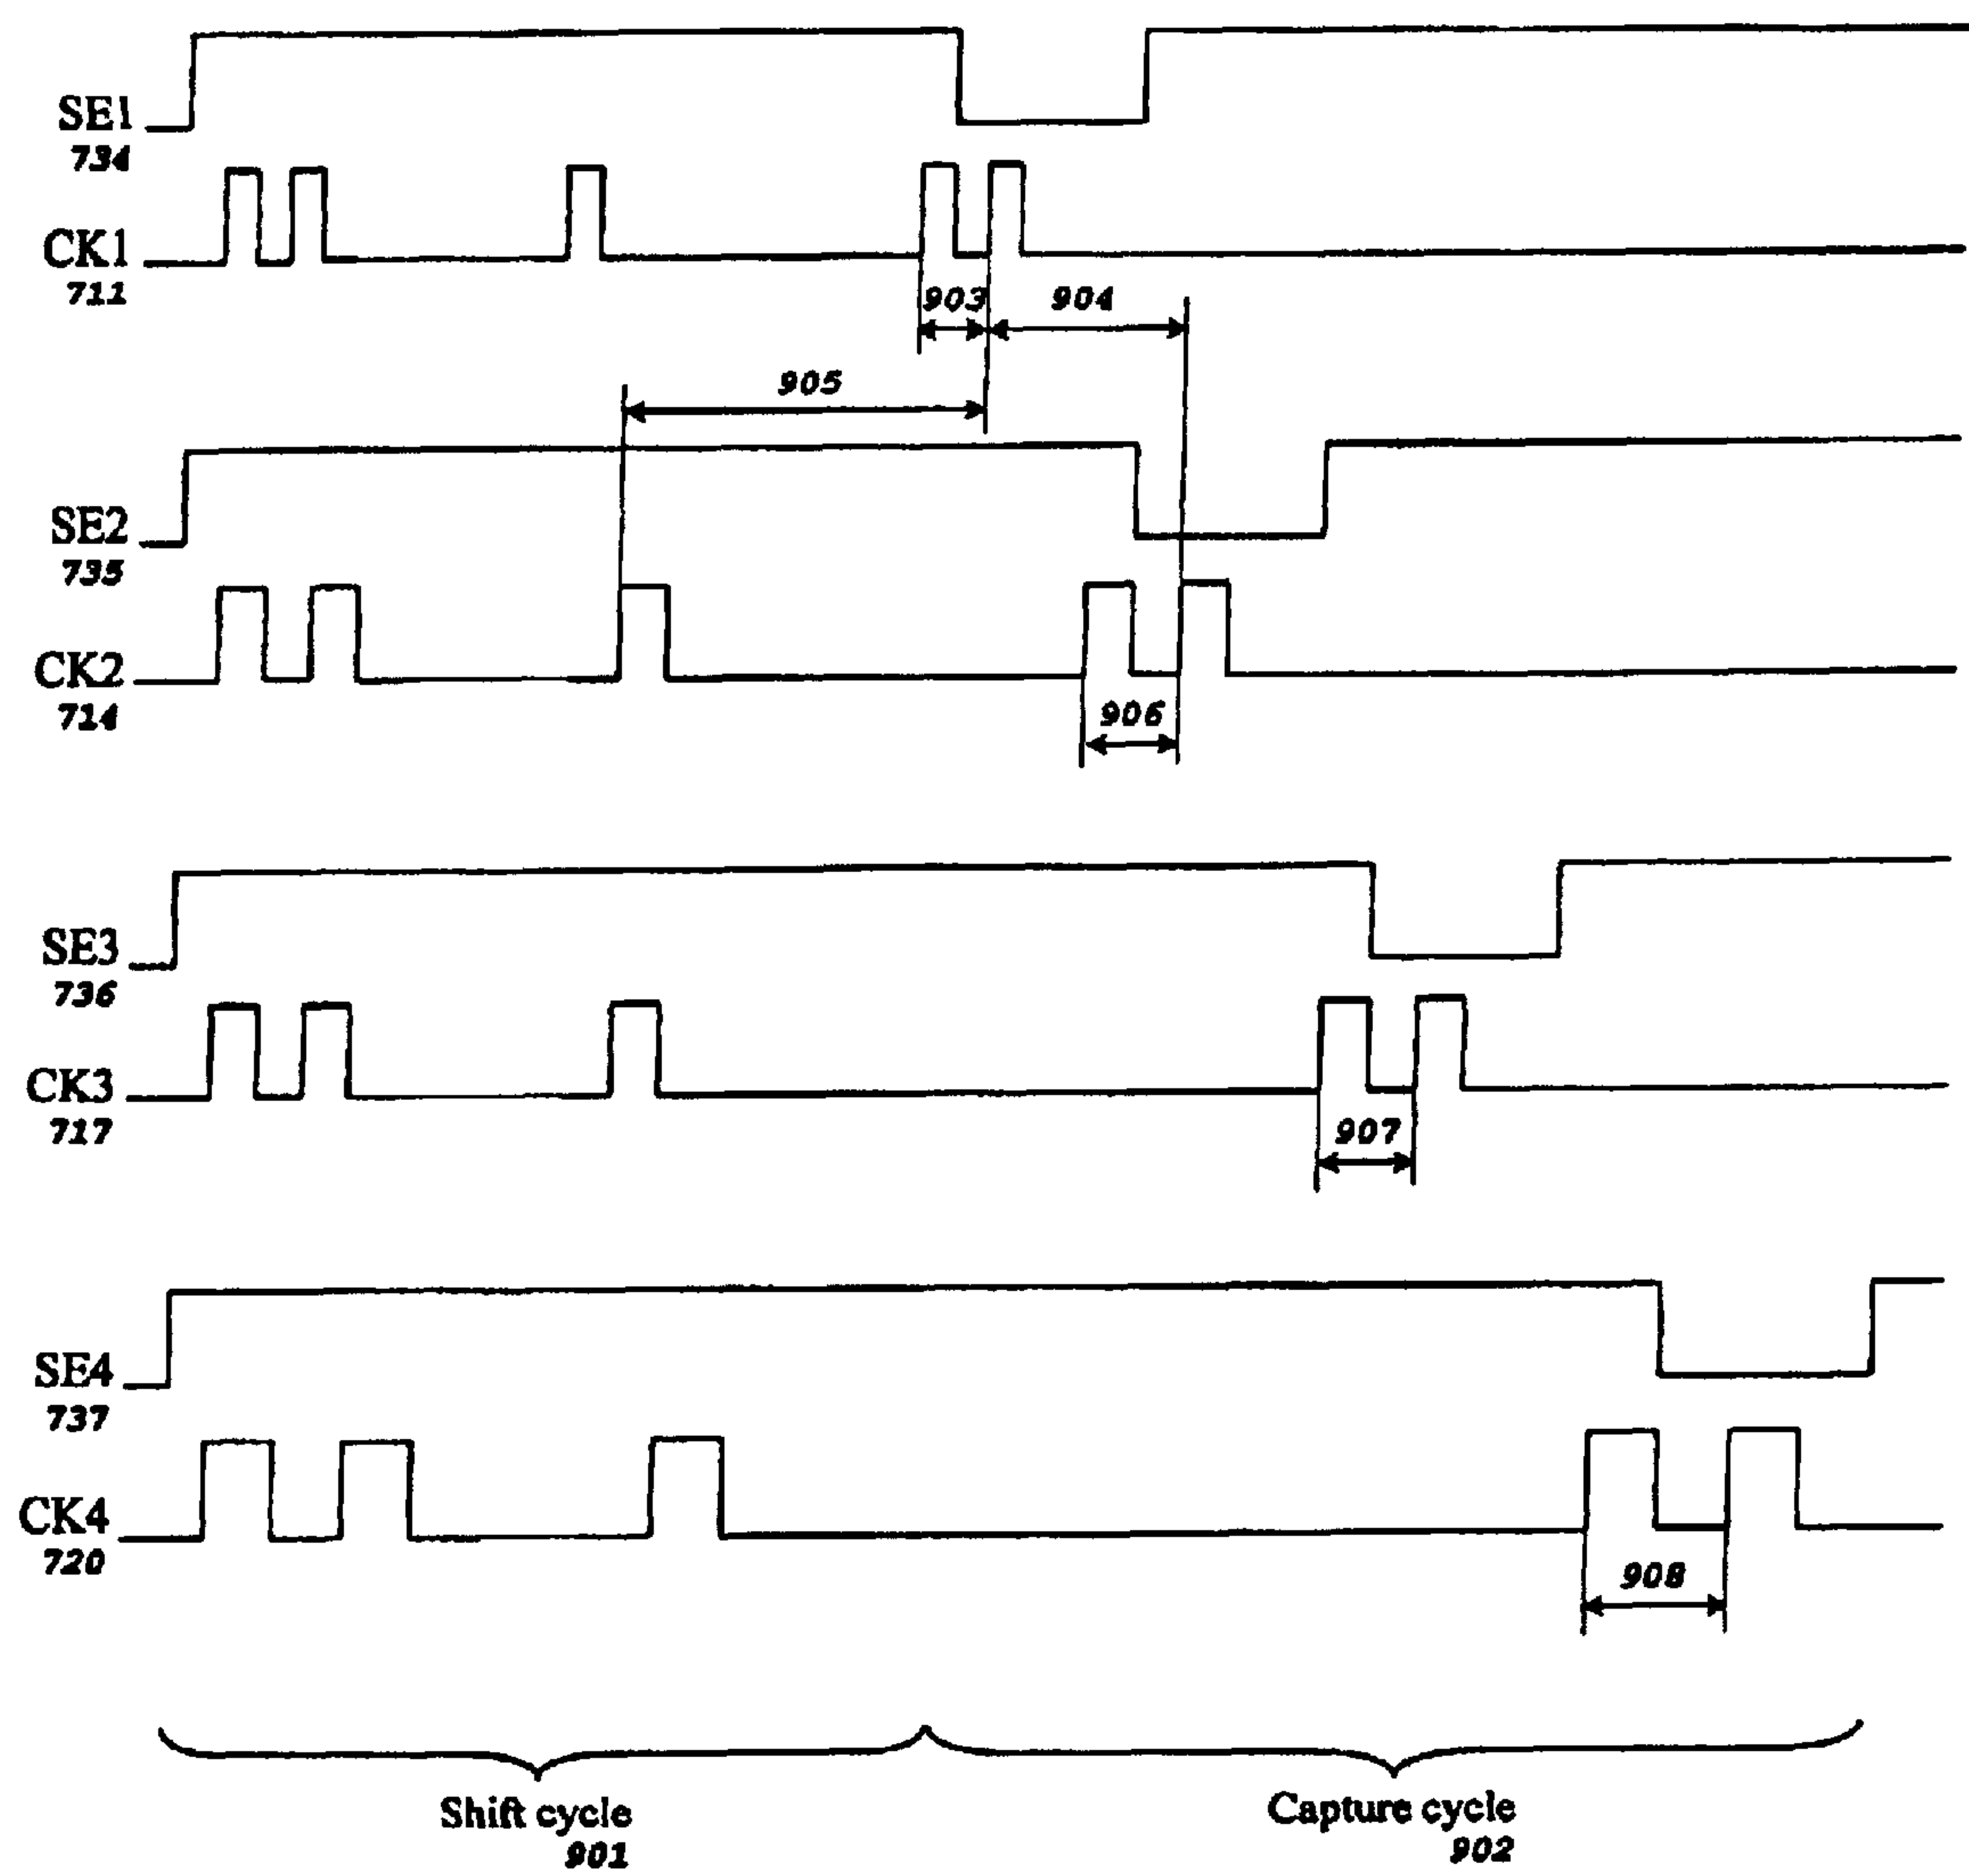 SE1
734
CK1
711
903
904
905
SE2
735
CK2
714
906
SE3
736
CK3
717
907
SE4
737
CK4
720
908
Shift cycle
901
Capture cycle
902